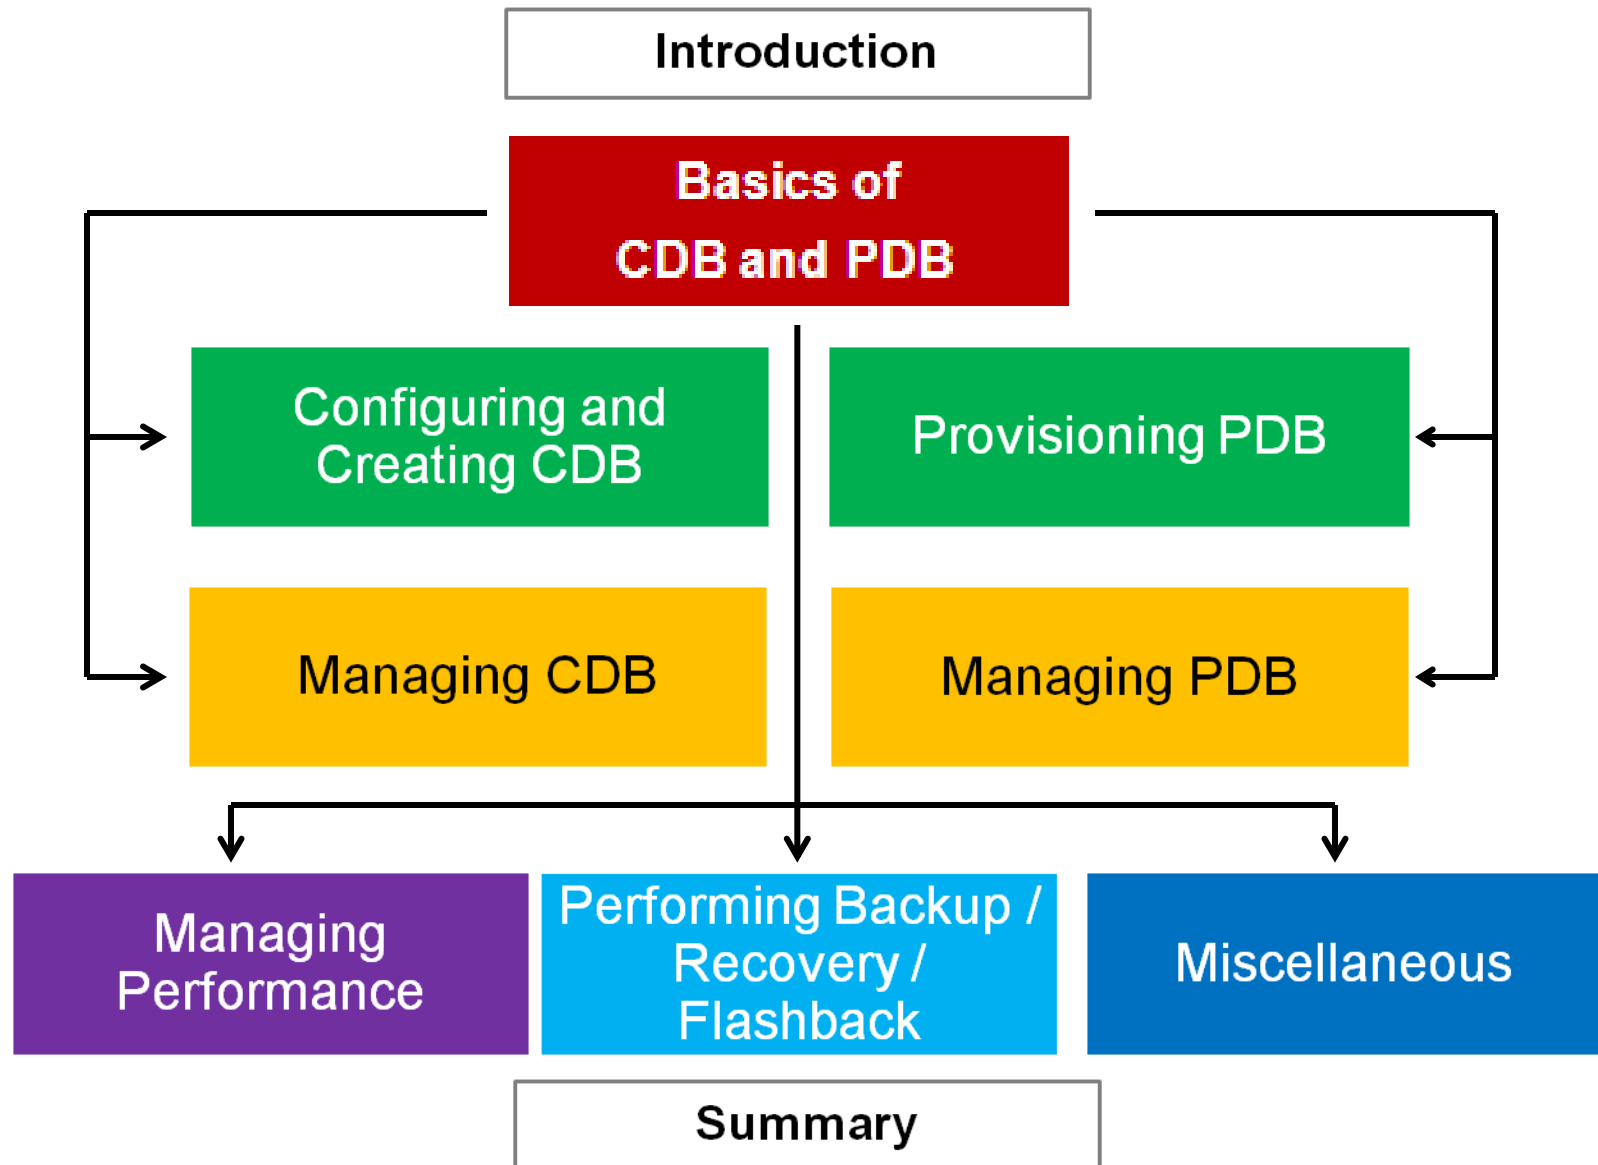 Introduction
Basics of
CDB and PDB
Configuring and
Creating CDB
Provisioning PDB
Managing CDB
Managing PDB
Managing
Performance
Performing Backup /
Recovery /
Flashback
Miscellaneous
Summary